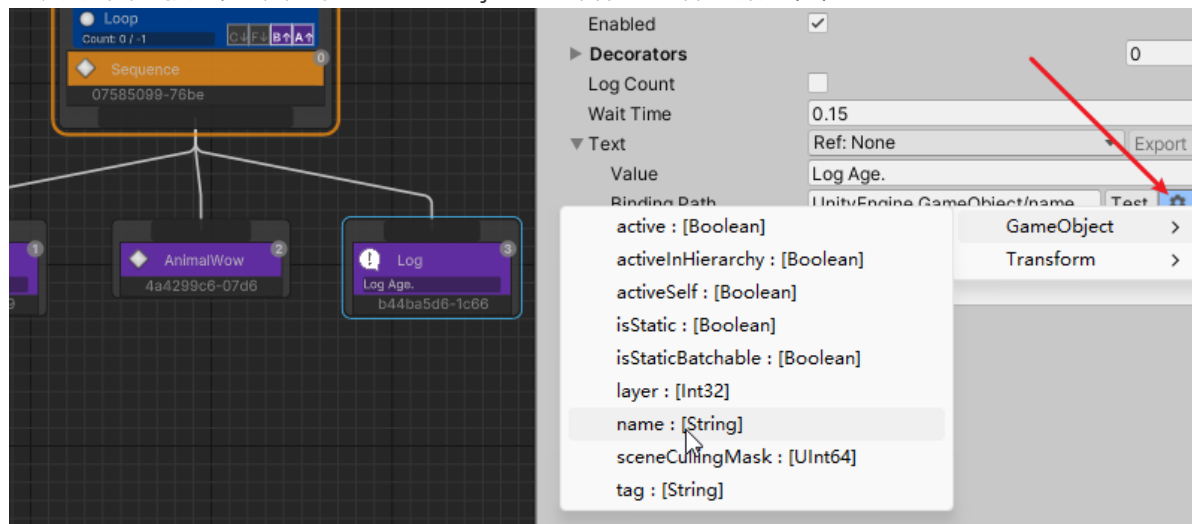 Loop
Count: 0 / -1
C↓F↓B↑A↑
Sequence
0
07585099-76be
1
AnimalWow
2
4a4299c6-07d6
Log
3
Log Age.
b44ba5d6-1c66
Enabled
Decorators
0
Log Count
Wait Time
0.15
Text
Ref: None
Export
Value
Log Age.
Binding Path
UnityEngine.GameObject/name
Test
active : [Boolean]
activeInHierarchy : [Boolean]
activeSelf : [Boolean]
isStatic : [Boolean]
isStaticBatchable : [Boolean]
layer : [Int32]
name : [String]
sceneCullingMask : [UInt64]
tag : [String]
GameObject >
Transform >